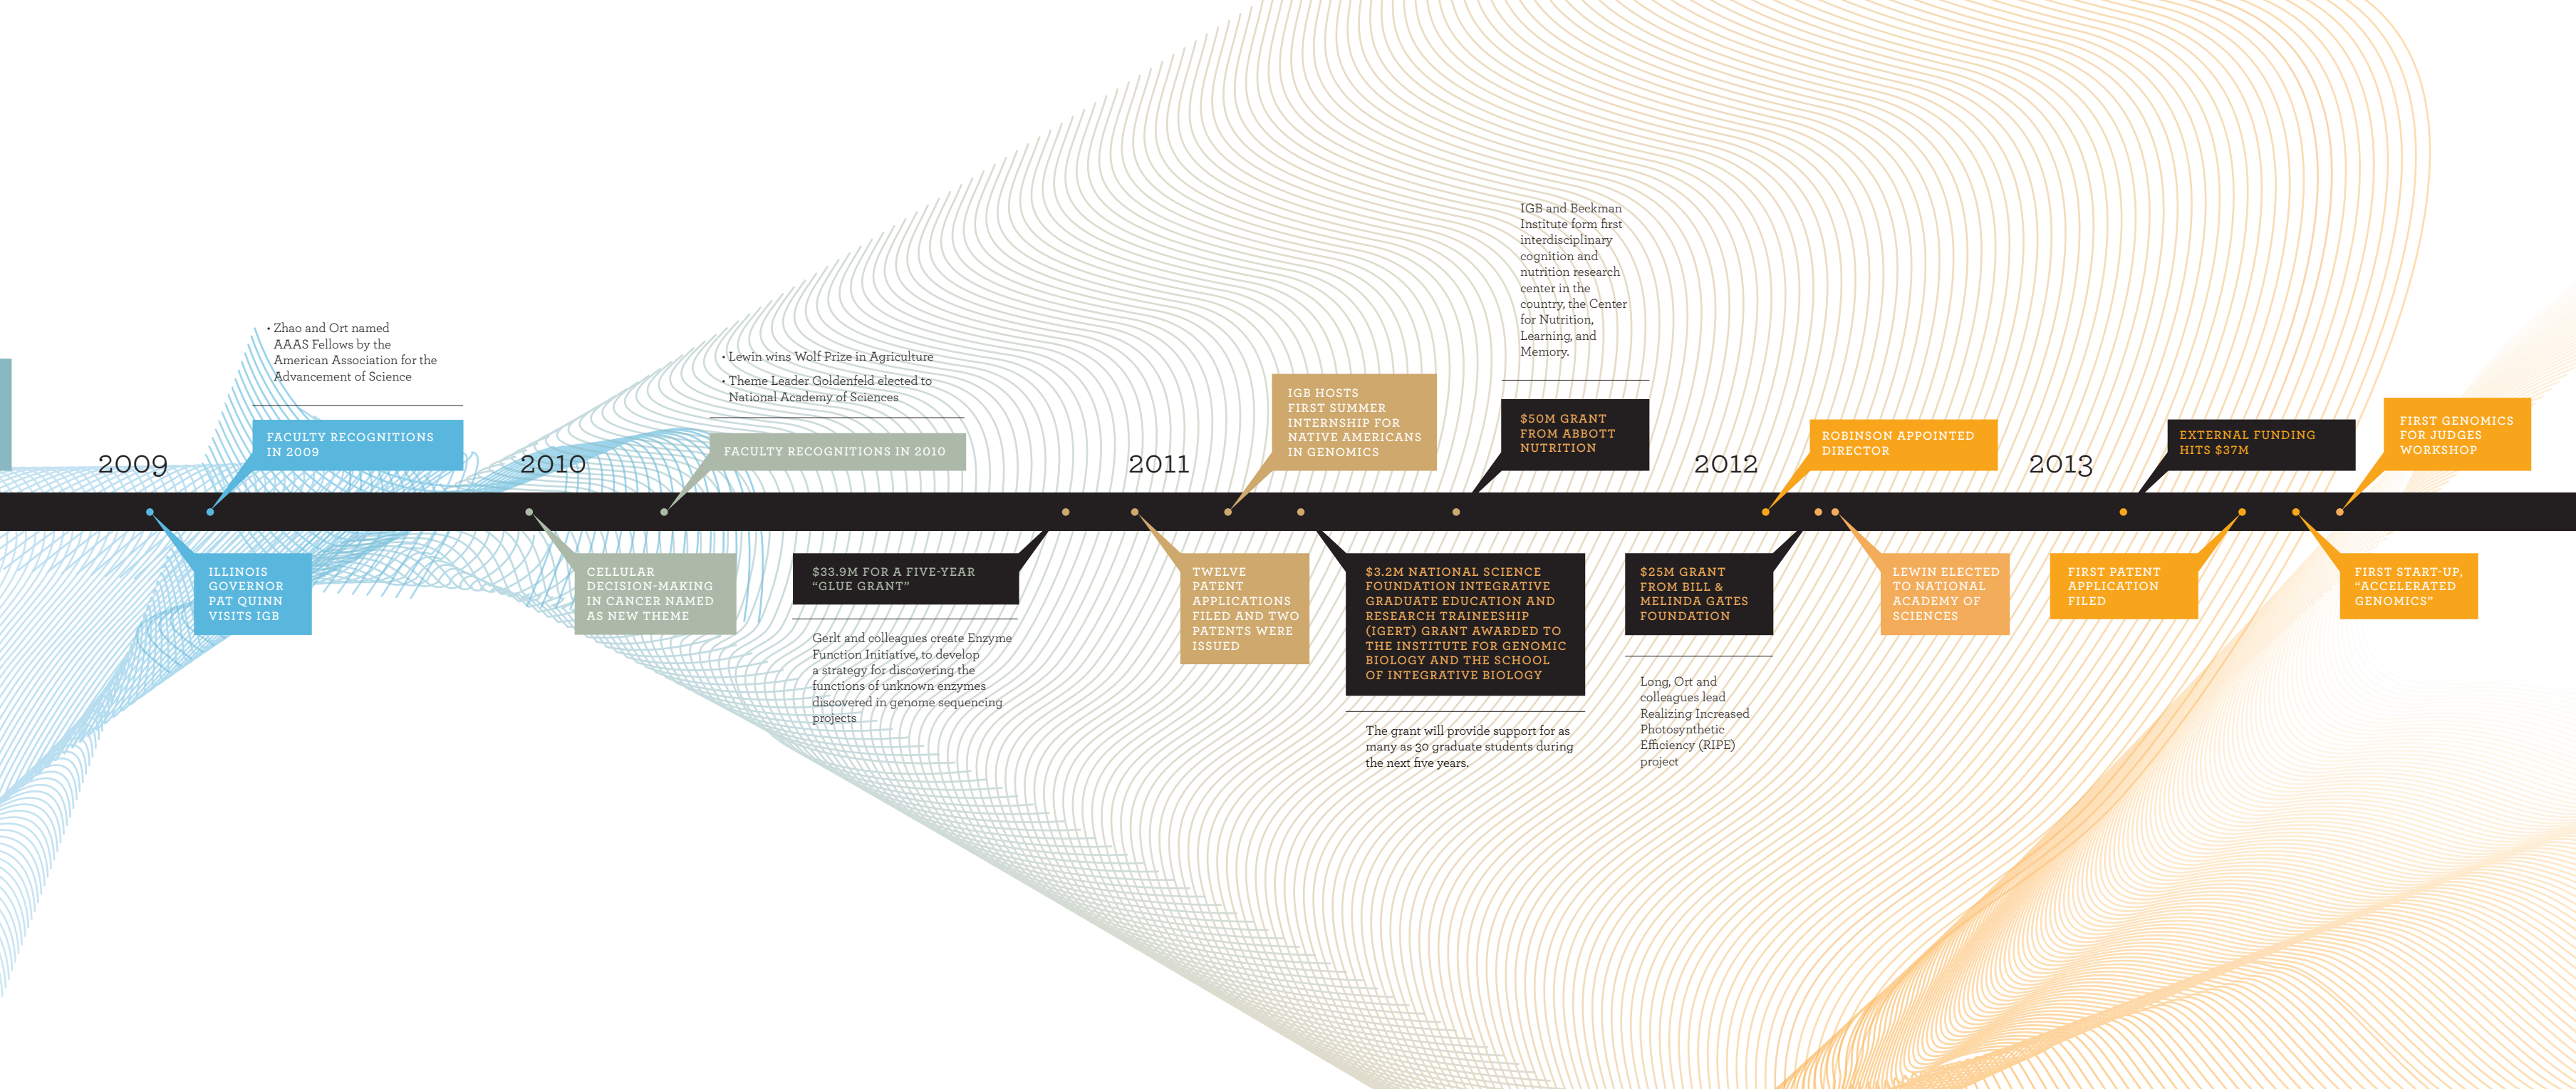 2009
• Zhao and Ort named
AAAS Fellows by the
American Association for the
Advancement of Science
FACULTY RECOGNITIONS
IN 2009
ILLINOIS
GOVERNOR
PAT QUINN
VISITS IGB
2010
CELLULAR
DECISION-MAKING
IN CANCER NAMED
AS NEW THEME
• Lewin wins Wolf Prize in Agriculture
• Theme Leader Goldenfeld elected to
National Academy of Sciences
FACULTY RECOGNITIONS IN 2010
$33.9M FOR A FIVE-YEAR
“GLUE GRANT”
Gerlt and colleagues create Enzyme
Function Initiative, to develop
a strategy for discovering the
functions of unknown enzymes
discovered in genome sequencing
projects
2011
TWELVE
PATENT
APPLICATIONS
FILED AND TWO
PATENTS WERE
ISSUED
IGB HOSTS
FIRST SUMMER
INTERNSHIP FOR
NATIVE AMERICANS
IN GENOMICS
$3.2M NATIONAL SCIENCE
FOUNDATION INTEGRATIVE
GRADUATE EDUCATION AND
RESEARCH TRAINEESHIP
(IGERT) GRANT AWARDED TO
THE INSTITUTE FOR GENOMIC
BIOLOGY AND THE SCHOOL
OF INTEGRATIVE BIOLOGY
The grant will provide support for as
many as 30 graduate students during
the next five years.
IGB and Beckman
Institute form first
interdisciplinary
cognition and
nutrition research
center in the
country, the Center
for Nutrition,
Learning, and
Memory.
$50M GRANT
FROM ABBOTT
NUTRITION
2012
ROBINSON APPOINTED
DIRECTOR
$25M GRANT
FROM BILL &
MELINDA GATES
FOUNDATION
Long, Ort and
colleagues lead
Realizing Increased
Photosynthetic
Efficiency (RIPE)
project
LEWIN ELECTED
TO NATIONAL
ACADEMY OF
SCIENCES
2013
EXTERNAL FUNDING
HITS $37M
FIRST PATENT
APPLICATION
FILED
FIRST START-UP,
“ACCELERATED
GENOMICS”
FIRST GENOMICS
FOR JUDGES
WORKSHOP